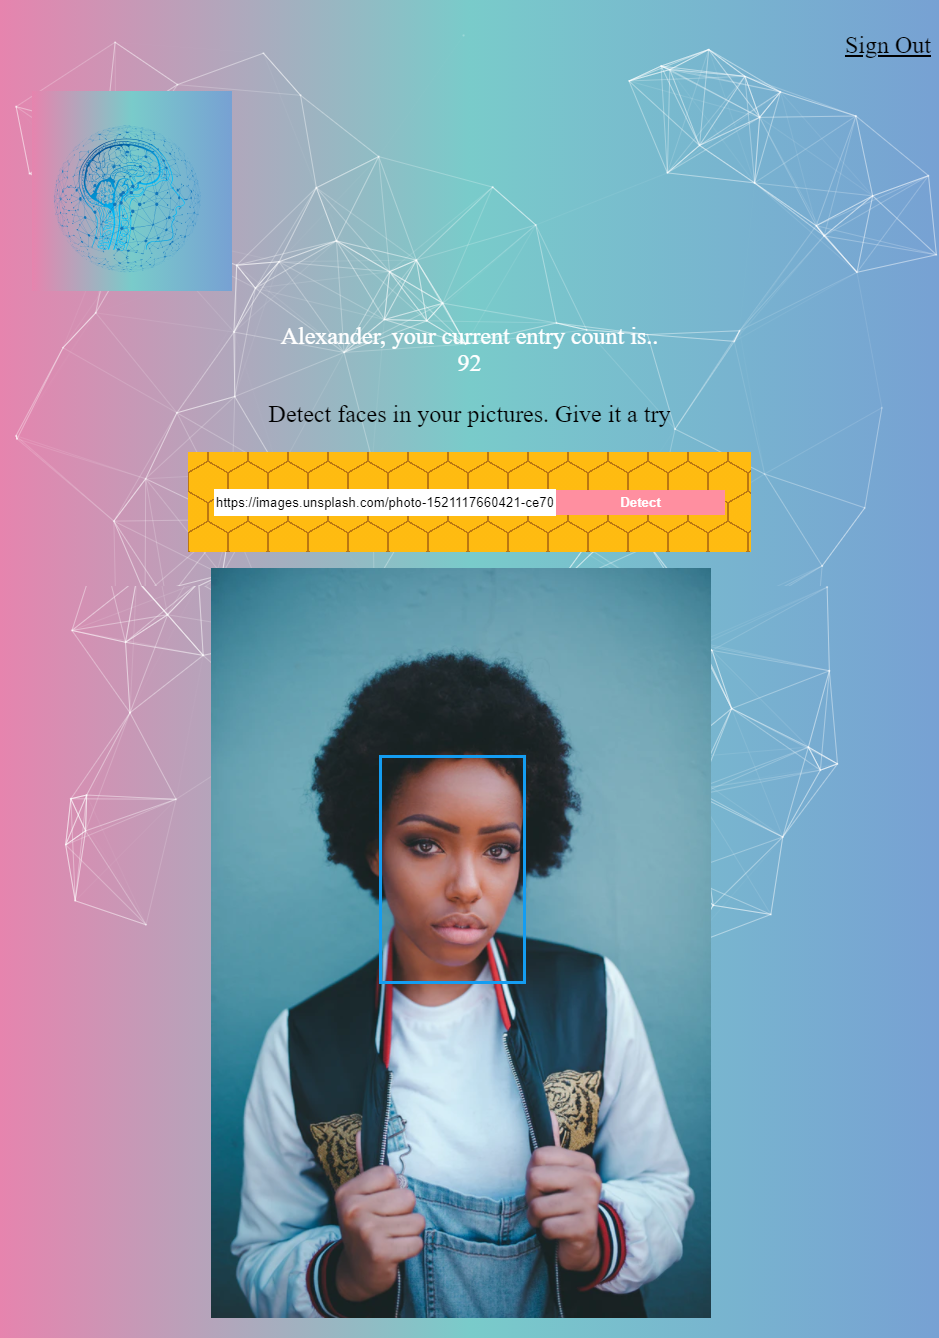 Sign Out
Alexander, your current entry count is..
92
Detect faces in your pictures. Give it a try
https://images.unsplash.com/photo-1521117660421-ce70
Detect